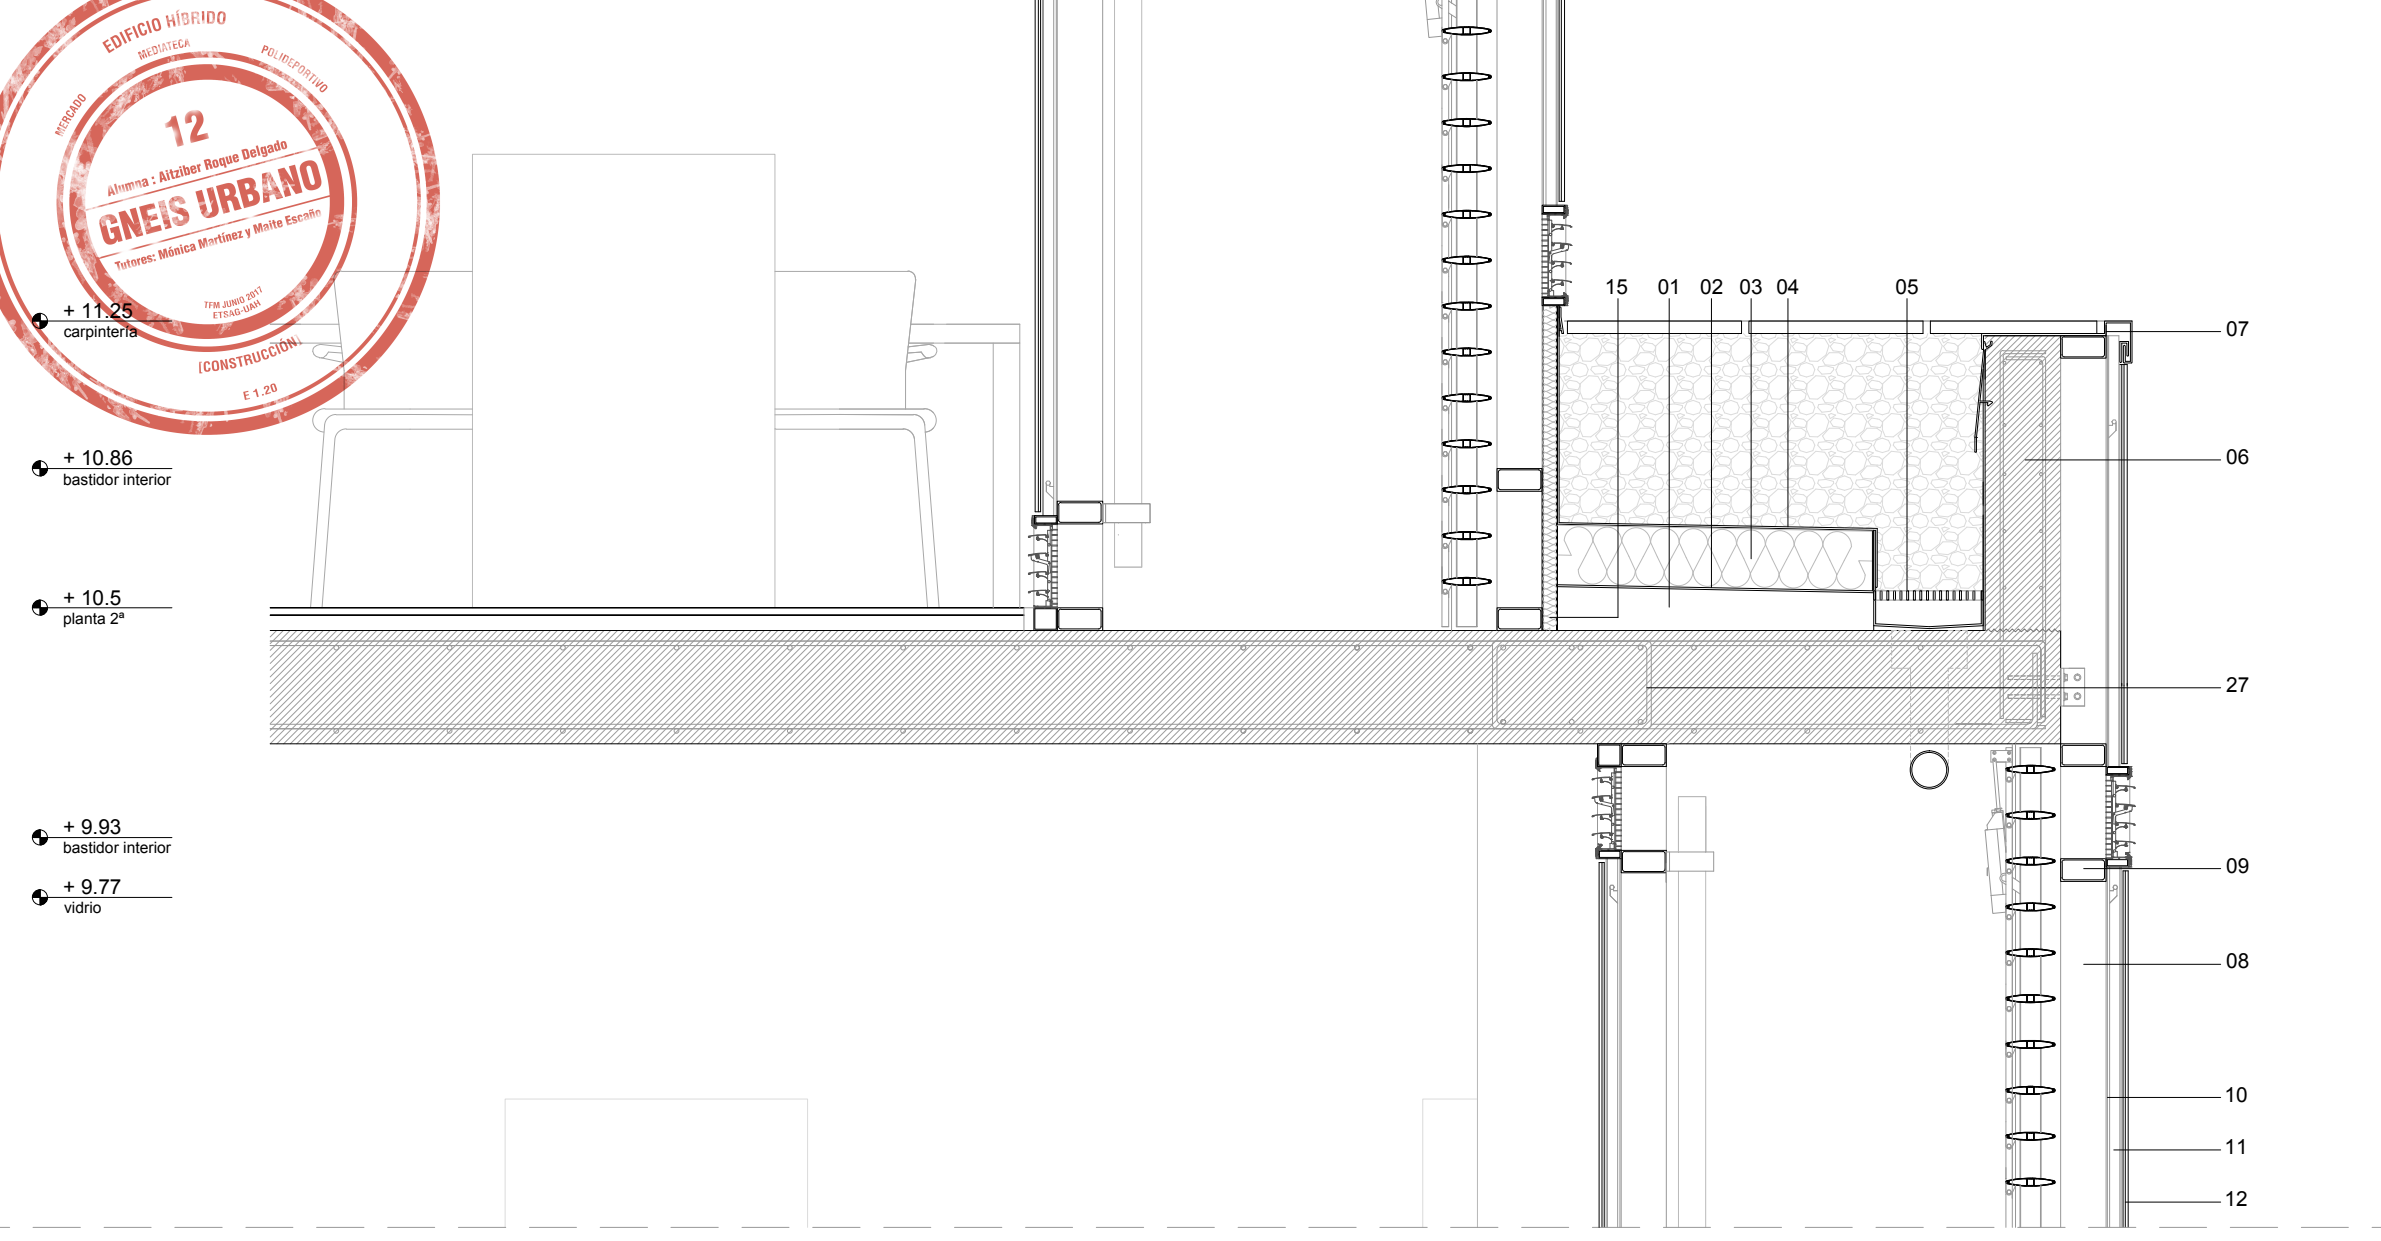 EDIFICIO HÍBRIDO
MEDIATECA
POLIDEPORTIVO
MERCADO
12
Alumna : Aitziber Roque Delgado
GNEIS URBANO
Tutores: Mónica Martínez y Maite Escaño
TFM JUNIO 2017
ETSAG-UAH
[CONSTRUCCIÓN]
E 1.20
+ 11.25
carpintería
+ 10.86
bastidor interior
+ 10.5
planta 2ª
+ 9.93
bastidor interior
+ 9.77
vidrio
15 01 02 03 04 05
07
06
27
09
08
10
11
12